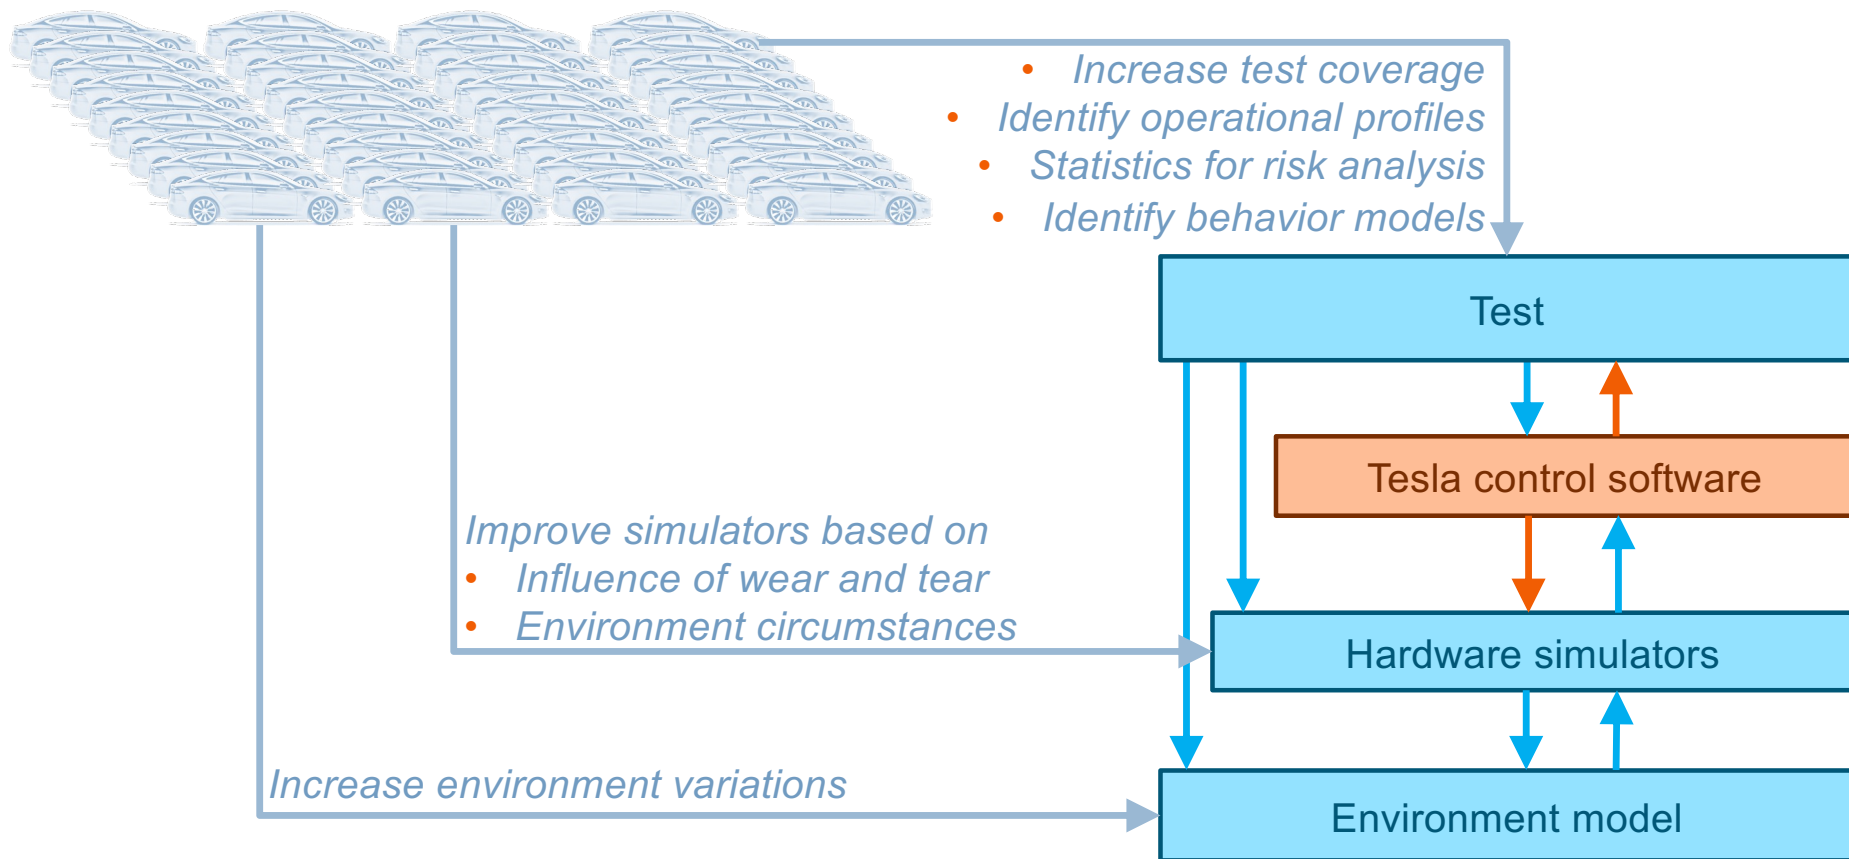 • Increase test coverage
• Identify operational profiles
• Statistics for risk analysis
• Identify behavior models
Test
Tesla control software
Improve simulators based on
• Influence of wear and tear
• Environment circumstances
Hardware simulators
Increase environment variations
Environment model